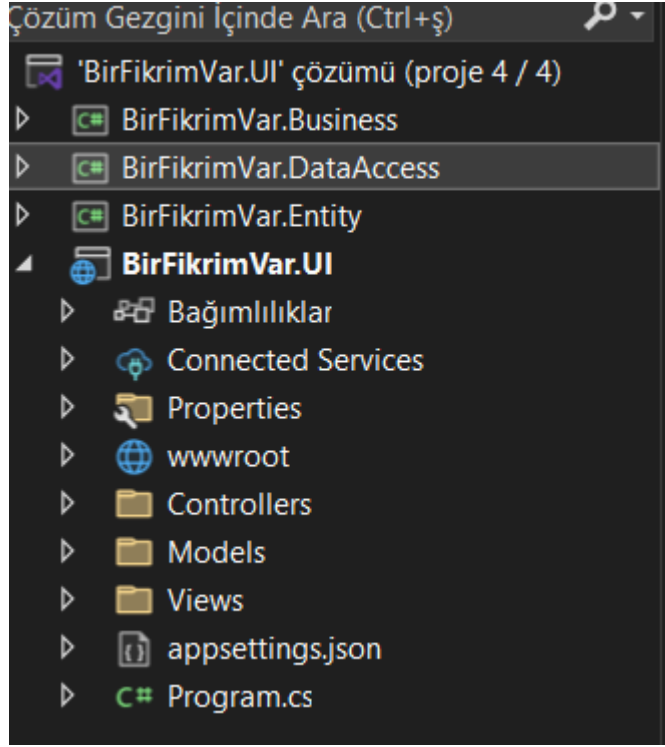 Çözüm Gezgini İçinde Ara (Ctrl+ş)
'BirFikrimVar.UI' çözümü (proje 4 / 4)
C# BirFikrimVar.Business
C# BirFikrimVar.DataAccess
C# BirFikrimVar.Entity
BirFikrimVar.UI
Bağımlılıklar
Connected Services
Properties
wwwroot
Controllers
Models
Views
appsettings.json
C# Program.cs